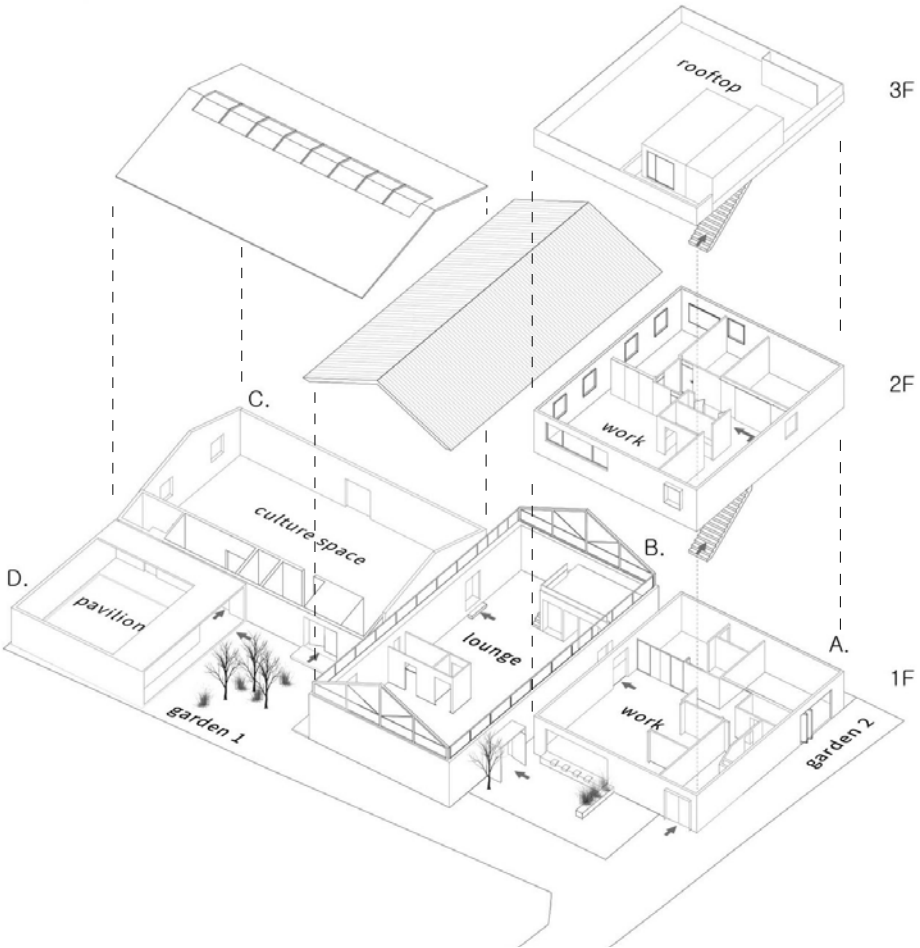 rooftop
3F
work
2F
C.
culture space
B.
D.
pavilion
lounge
A.
work
1F
garden 1
garden 2